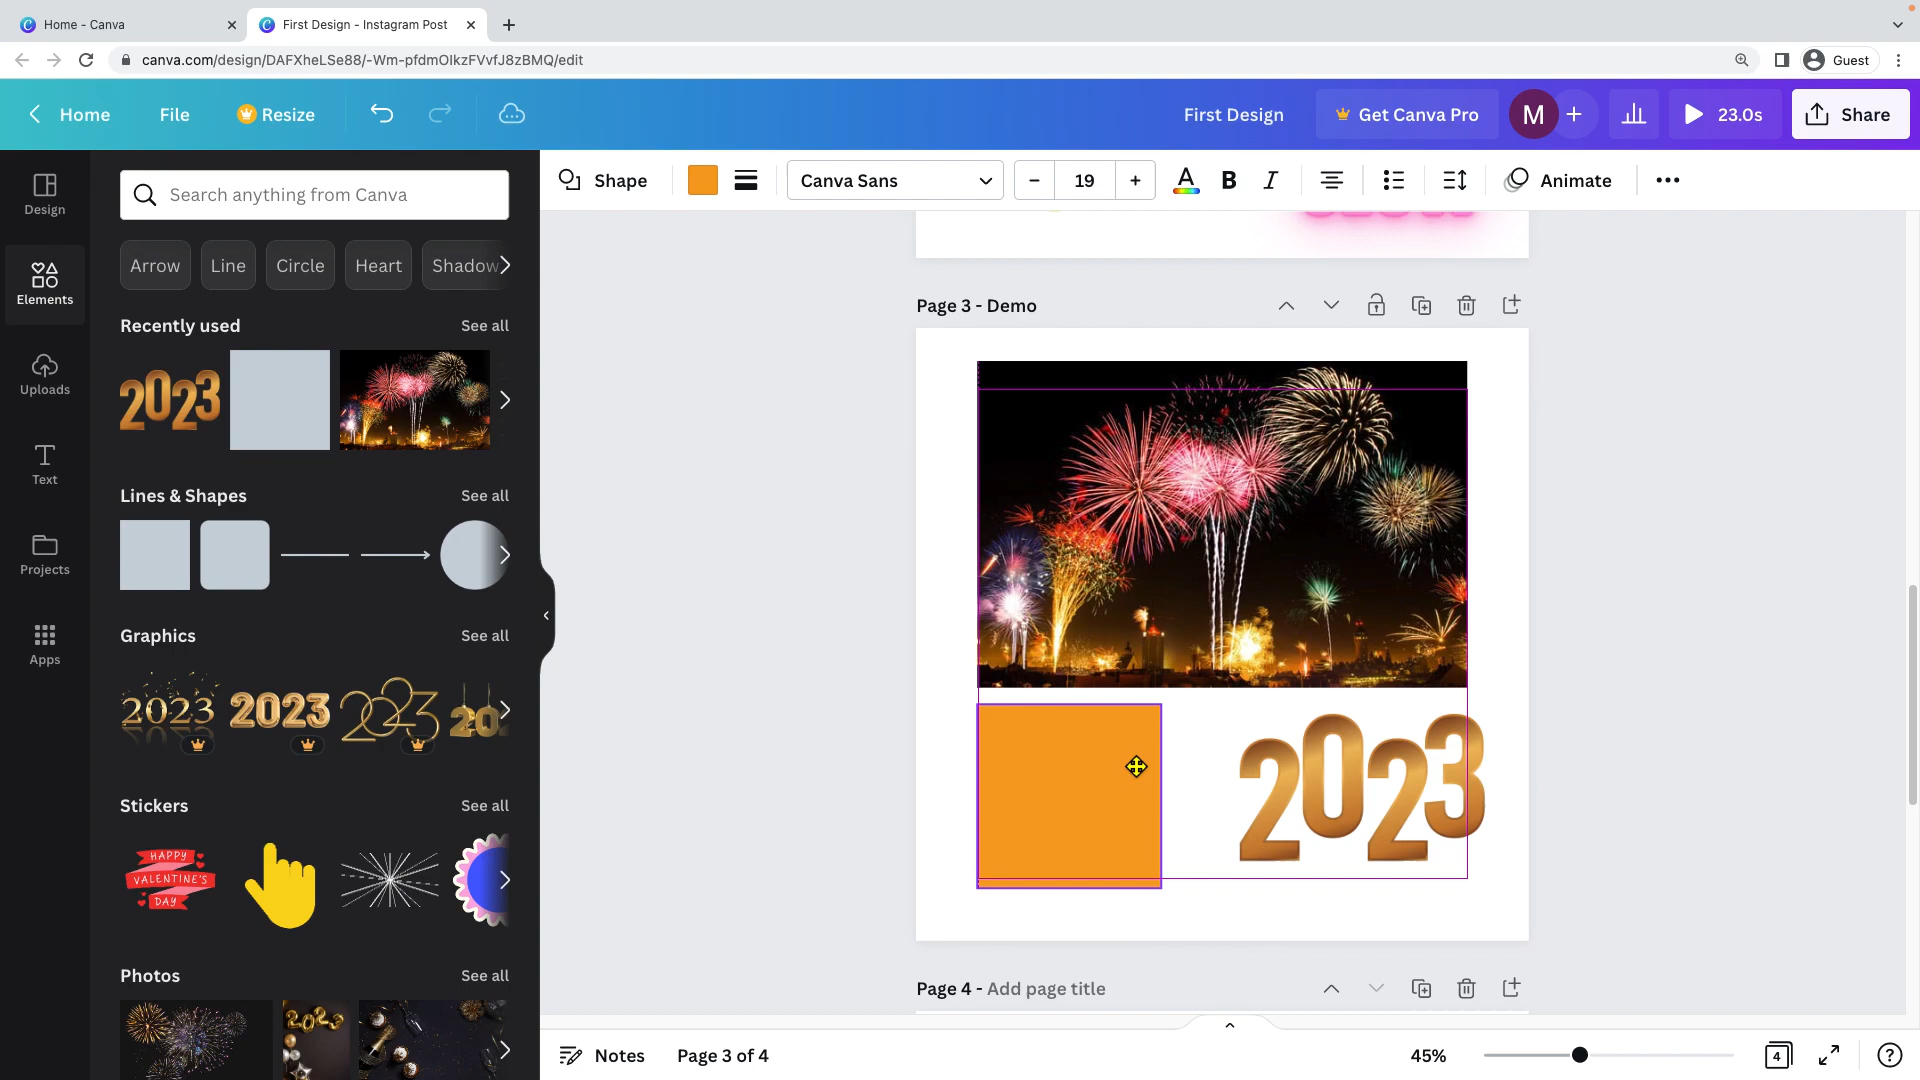 Home - Canva
First Design - Instagram Post
canva.com/design/DAFXheLSe88/-Wm-pfdmOIkzFVvfJ8zBMQ/edit
Guest
Home
File
Resize
First Design
Get Canva Pro
M
23.0s
Share
Design
Elements
Uploads
Text
Projects
Apps
Search anything from Canva
Arrow
Line
Circle
Heart
Shadow
Recently used
See all
2023
Lines & Shapes
See all
Graphics
See all
2023
2023
2023
20
Stickers
See all
HAPPY
VALENTINE'S
DAY
Photos
See all
2023
Shape
Canva Sans
19
A
B
I
Animate
Page 3 - Demo
2023
Page 4 - Add page title
Notes
Page 3 of 4
45%
4